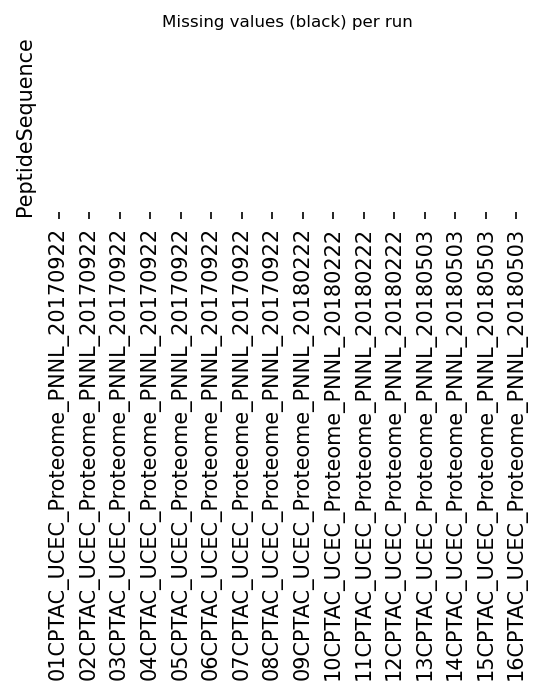 Missing values (black) per run
PeptideSequence
01CPTAC_UCEC_Proteome_PNNL_20170922
02CPTAC_UCEC_Proteome_PNNL_20170922
03CPTAC_UCEC_Proteome_PNNL_20170922
04CPTAC_UCEC_Proteome_PNNL_20170922
05CPTAC_UCEC_Proteome_PNNL_20170922
06CPTAC_UCEC_Proteome_PNNL_20170922
07CPTAC_UCEC_Proteome_PNNL_20170922
08CPTAC_UCEC_Proteome_PNNL_20170922
09CPTAC_UCEC_Proteome_PNNL_20180222
10CPTAC_UCEC_Proteome_PNNL_20180222
11CPTAC_UCEC_Proteome_PNNL_20180222
12CPTAC_UCEC_Proteome_PNNL_20180222
13CPTAC_UCEC_Proteome_PNNL_20180503
14CPTAC_UCEC_Proteome_PNNL_20180503
15CPTAC_UCEC_Proteome_PNNL_20180503
16CPTAC_UCEC_Proteome_PNNL_20180503